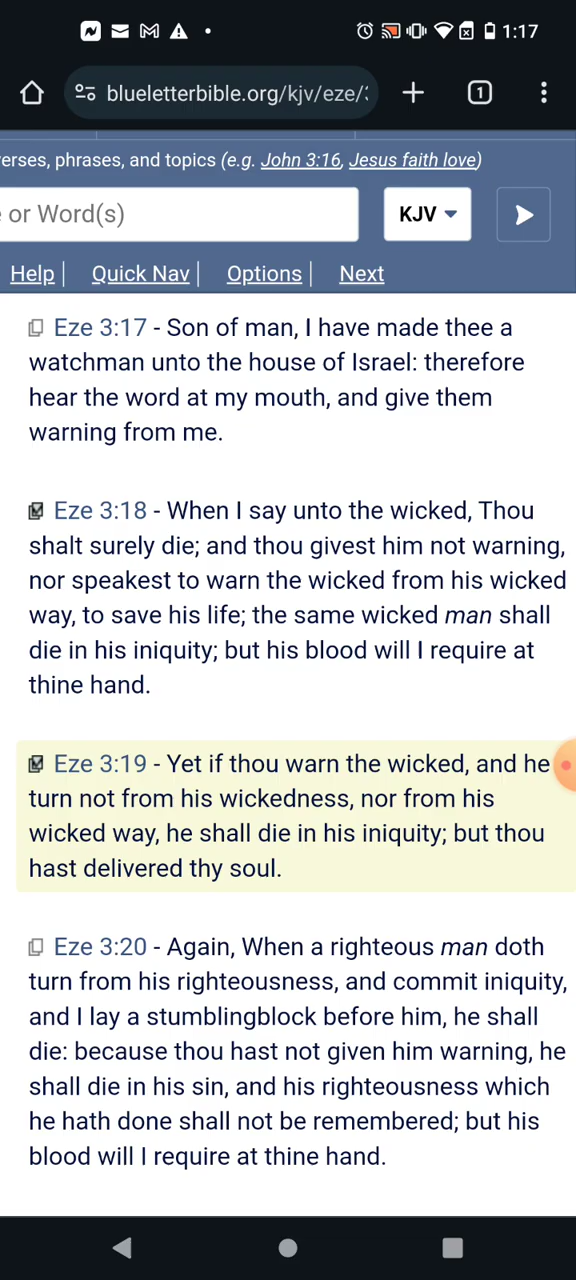 1:17
blueletterbible.org/kjv/eze/
1
erses, phrases, and topics (e.g. John 3:16, Jesus faith love)
or Word(s)
KJV
Help | Quick Nav | Options | Next
Eze 3:17 - Son of man, I have made thee a
watchman unto the house of Israel: therefore
hear the word at my mouth, and give them
warning from me.
Eze 3:18 - When I say unto the wicked, Thou
shalt surely die; and thou givest him not warning,
nor speakest to warn the wicked from his wicked
way, to save his life; the same wicked man shall
die in his iniquity; but his blood will I require at
thine hand.
Eze 3:19 - Yet if thou warn the wicked, and he
turn not from his wickedness, nor from his
wicked way, he shall die in his iniquity; but thou
hast delivered thy soul.
Eze 3:20 - Again, When a righteous man doth
turn from his righteousness, and commit iniquity,
and I lay a stumblingblock before him, he shall
die: because thou hast not given him warning, he
shall die in his sin, and his righteousness which
he hath done shall not be remembered; but his
blood will I require at thine hand.